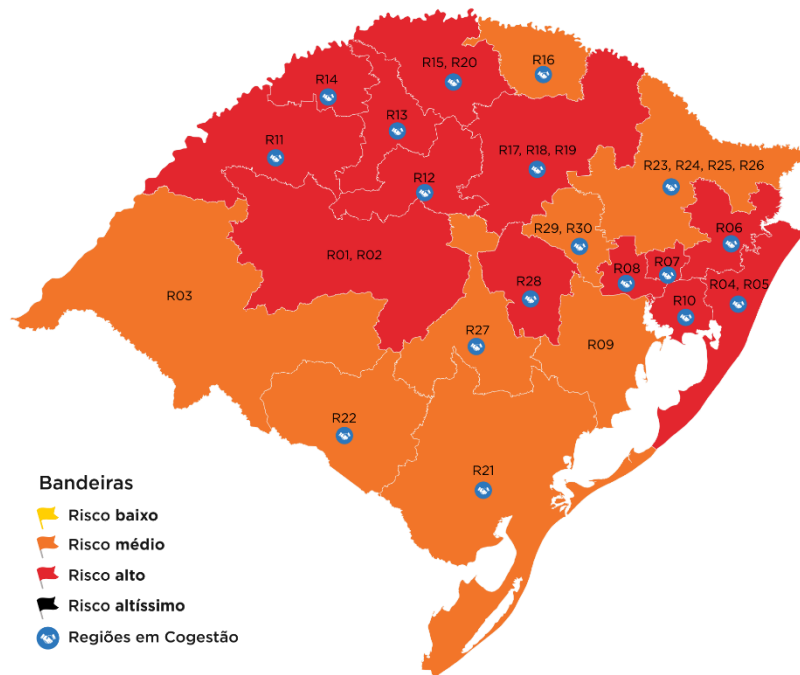 R16
R15, R20
R14
R13
R11
R17, R18, R19
R23, R24, R25, R26
R12
R29, R30
R06
R01, R02
R07
R08
R28
R04, R05
R03
R10
R27
R09
R22
R21
Bandeiras
Risco baixo
Risco médio
Risco alto
Risco altíssimo
Regiões em Cogestão